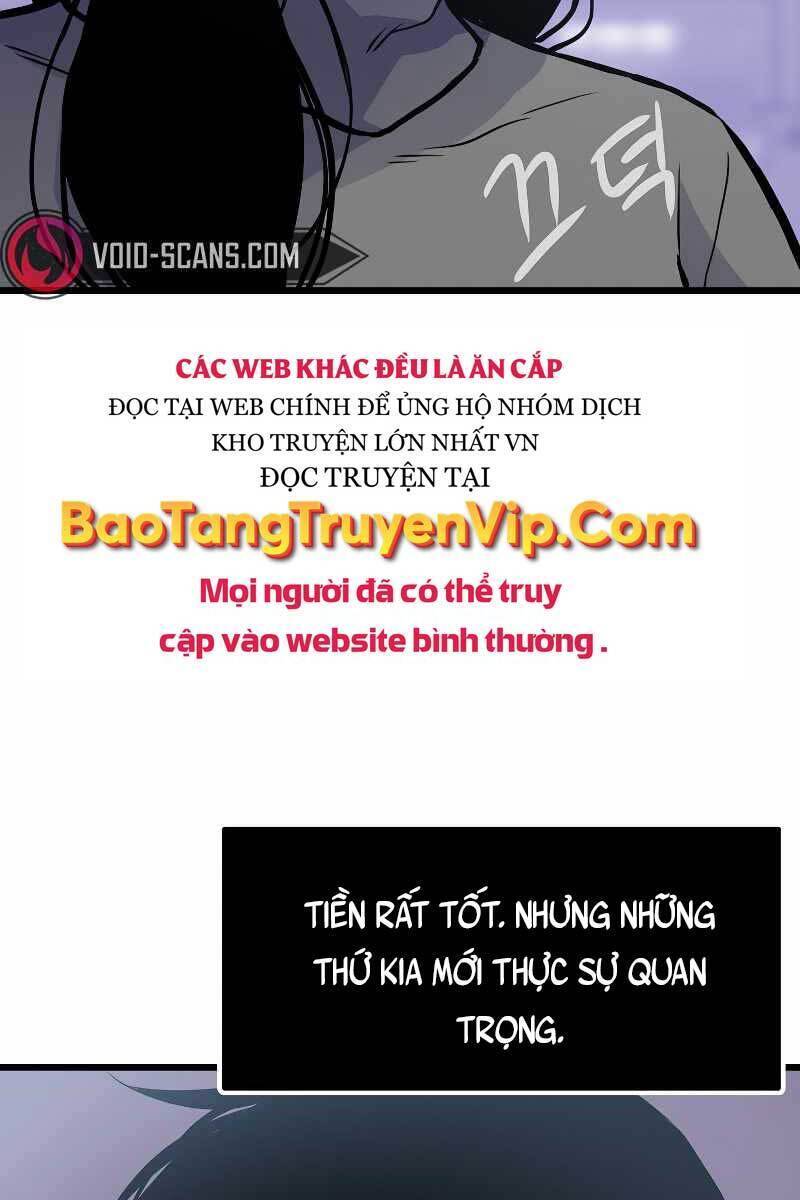 끄덕
VOID-SCANS.COM
CÁC WEB KHÁC ĐỀU LÀ ĂN CẮP
ĐỌC TẠI WEB CHÍNH ĐỂ ỦNG HỘ NHÓM DỊCH
KHO TRUYỆN LỚN NHẤT VN
ĐỌC TRUYỆN TẠI
BaoTangTruyenVip.Com
Mọi người đã có thể truy
cập vào website bình thường.
TIỀN RẤT TỐT. NHƯNG NHỮNG
THỨ KIA MỚI THỰC SỰ QUAN
TRỌNG.